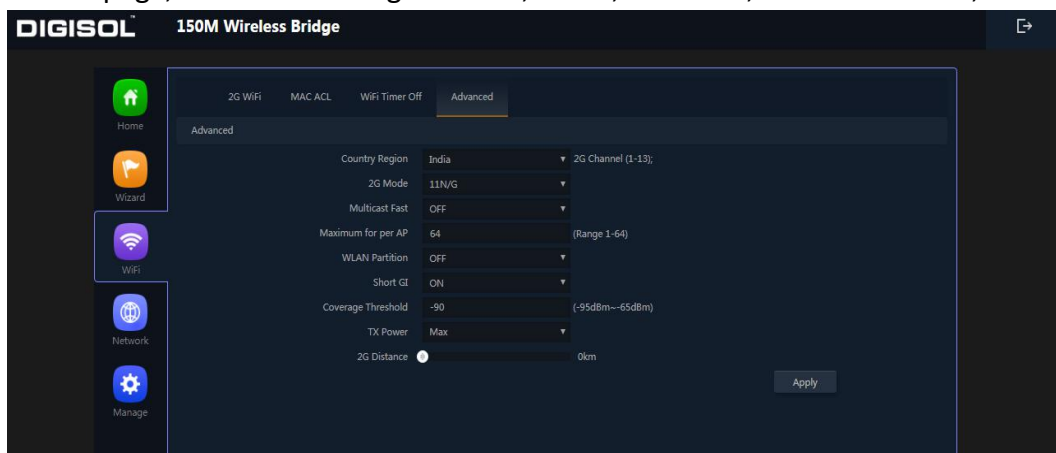 DIGISOL 150M Wireless Bridge
Home
Wizard
WiFi
Network
Manage
2G WiFi MAC ACL WiFi Timer Off Advanced
Advanced
Country Region India 2G Channel (1-13);
2G Mode 11N/G
Multicast Fast OFF
Maximum for per AP 64 (Range 1-64)
WLAN Partition OFF
Short GI ON
Coverage Threshold -90 (-95dBm~-65dBm)
TX Power Max
2G Distance 0km
Apply